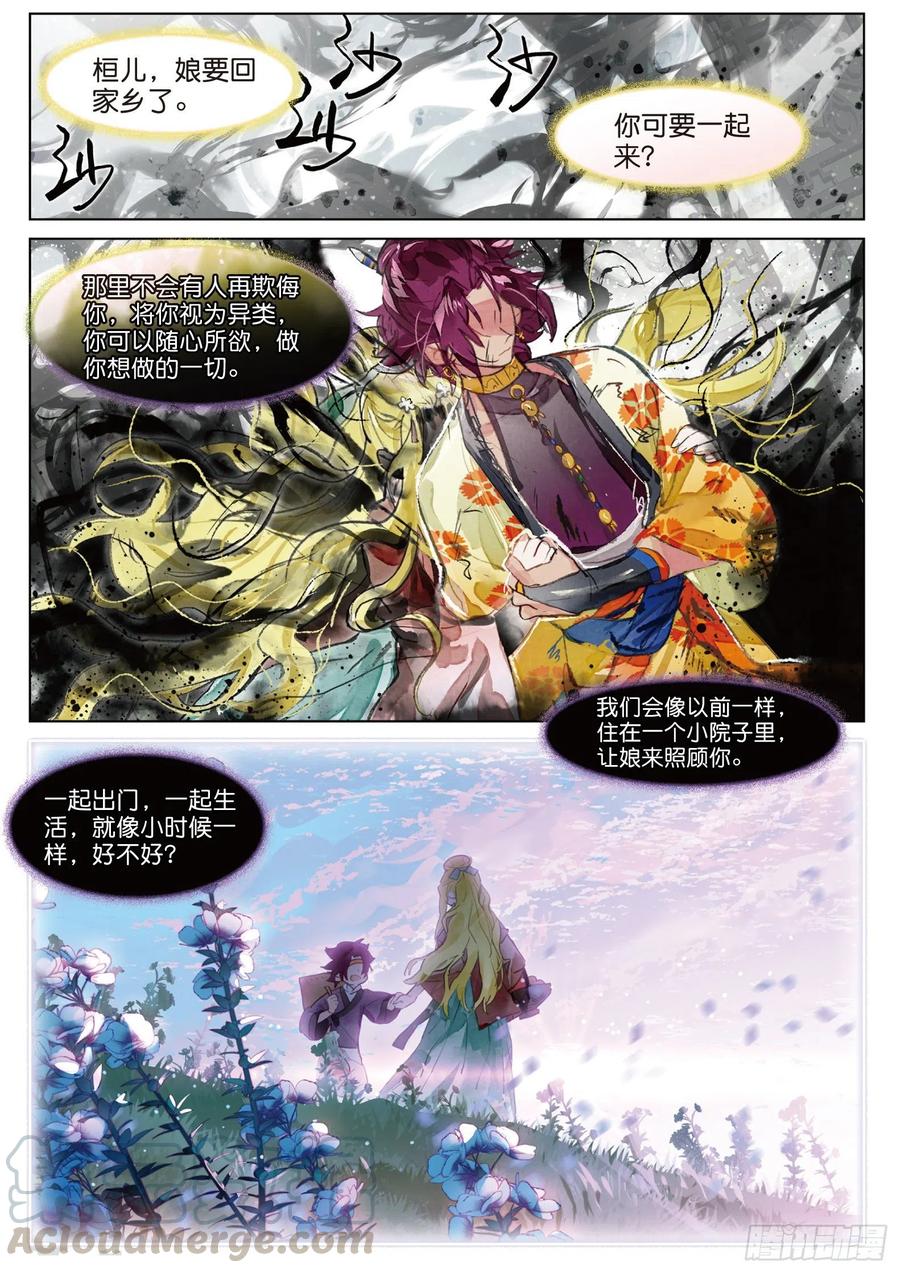 桓儿，娘要回
家乡了。
沙
沙
沙
沙
你可要一起
来？
那里不会有人再欺侮
你，将你视为异类，
你可以随心所欲，做
你想做的一切。
我们会像以前一样，
住在一个小院子里，
让娘来照顾你。
一起出门，一起生
活，就像小时候一
样，好不好？
AcloudMerge.com
腾讯动漫